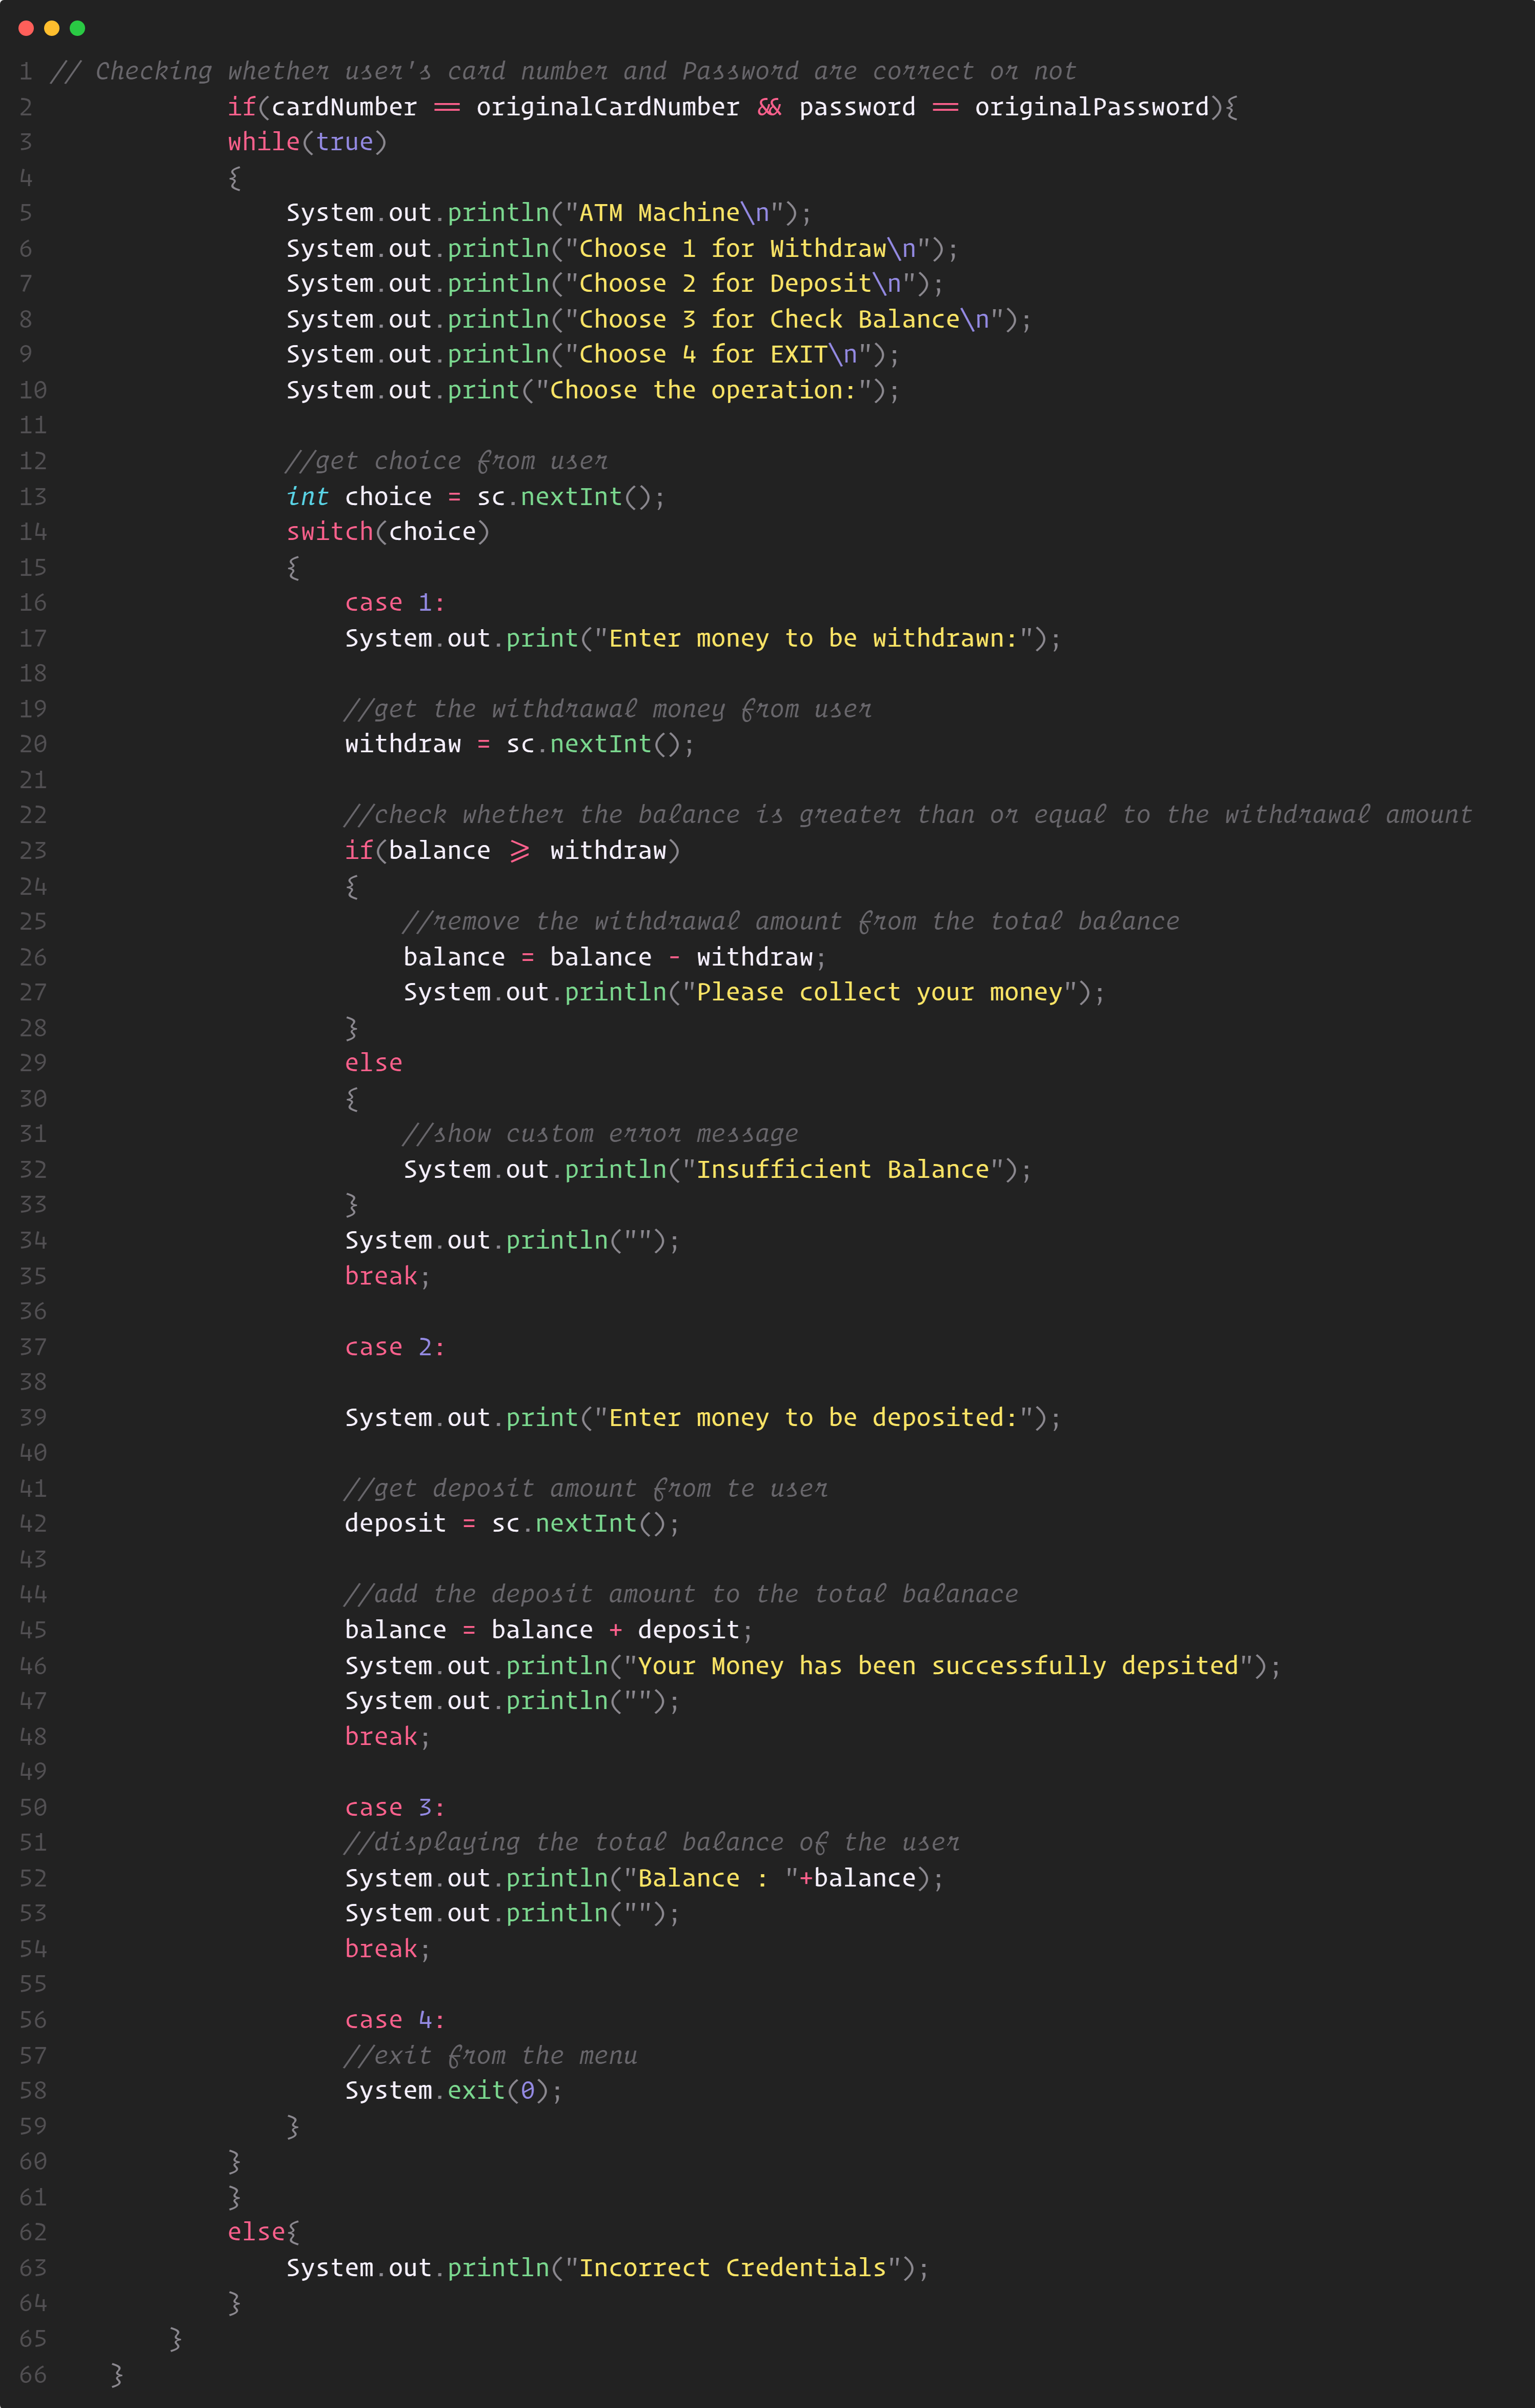 1 // Checking whether user's card number and Password are correct or not
2             if(cardNumber == originalCardNumber && password == originalPassword){
3             while(true)
4             {
5                 System.out.println("ATM Machine\n");
6                 System.out.println("Choose 1 for Withdraw\n");
7                 System.out.println("Choose 2 for Deposit\n");
8                 System.out.println("Choose 3 for Check Balance\n");
9                 System.out.println("Choose 4 for EXIT\n");
10                System.out.print("Choose the operation:");
11
12                //get choice from user
13                int choice = sc.nextInt();
14                switch(choice)
15                {
16                    case 1:
17                    System.out.print("Enter money to be withdrawn:");
18
19                    //get the withdrawal money from user
20                    withdraw = sc.nextInt();
21
22                    //check whether the balance is greater than or equal to the withdrawal amount
23                    if(balance >= withdraw)
24                    {
25                        //remove the withdrawal amount from the total balance
26                        balance = balance - withdraw;
27                        System.out.println("Please collect your money");
28                    }
29                    else
30                    {
31                        //show custom error message
32                        System.out.println("Insufficient Balance");
33                    }
34                    System.out.println("");
35                    break;
36
37                    case 2:
38
39                    System.out.print("Enter money to be deposited:");
40
41                    //get deposit amount from te user
42                    deposit = sc.nextInt();
43
44                    //add the deposit amount to the total balanace
45                    balance = balance + deposit;
46                    System.out.println("Your Money has been successfully depsited");
47                    System.out.println("");
48                    break;
49
50                    case 3:
51                    //displaying the total balance of the user
52                    System.out.println("Balance : "+balance);
53                    System.out.println("");
54                    break;
55
56                    case 4:
57                    //exit from the menu
58                    System.exit(0);
59                }
60            }
61            }
62            else{
63                System.out.println("Incorrect Credentials");
64            }
65        }
66    }